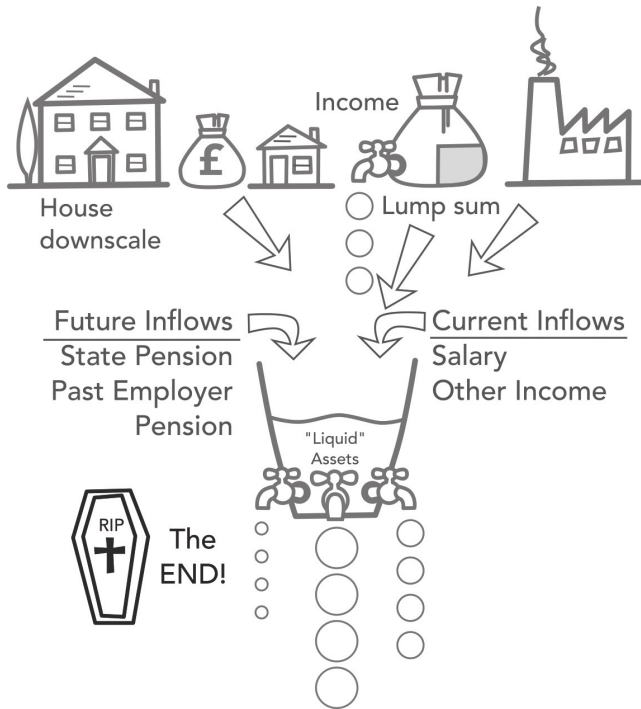 Income
£
House
downscale
Lump sum
Future Inflows
State Pension
Past Employer
Pension
Current Inflows
Salary
Other Income
"Liquid"
Assets
RIP
The
END!